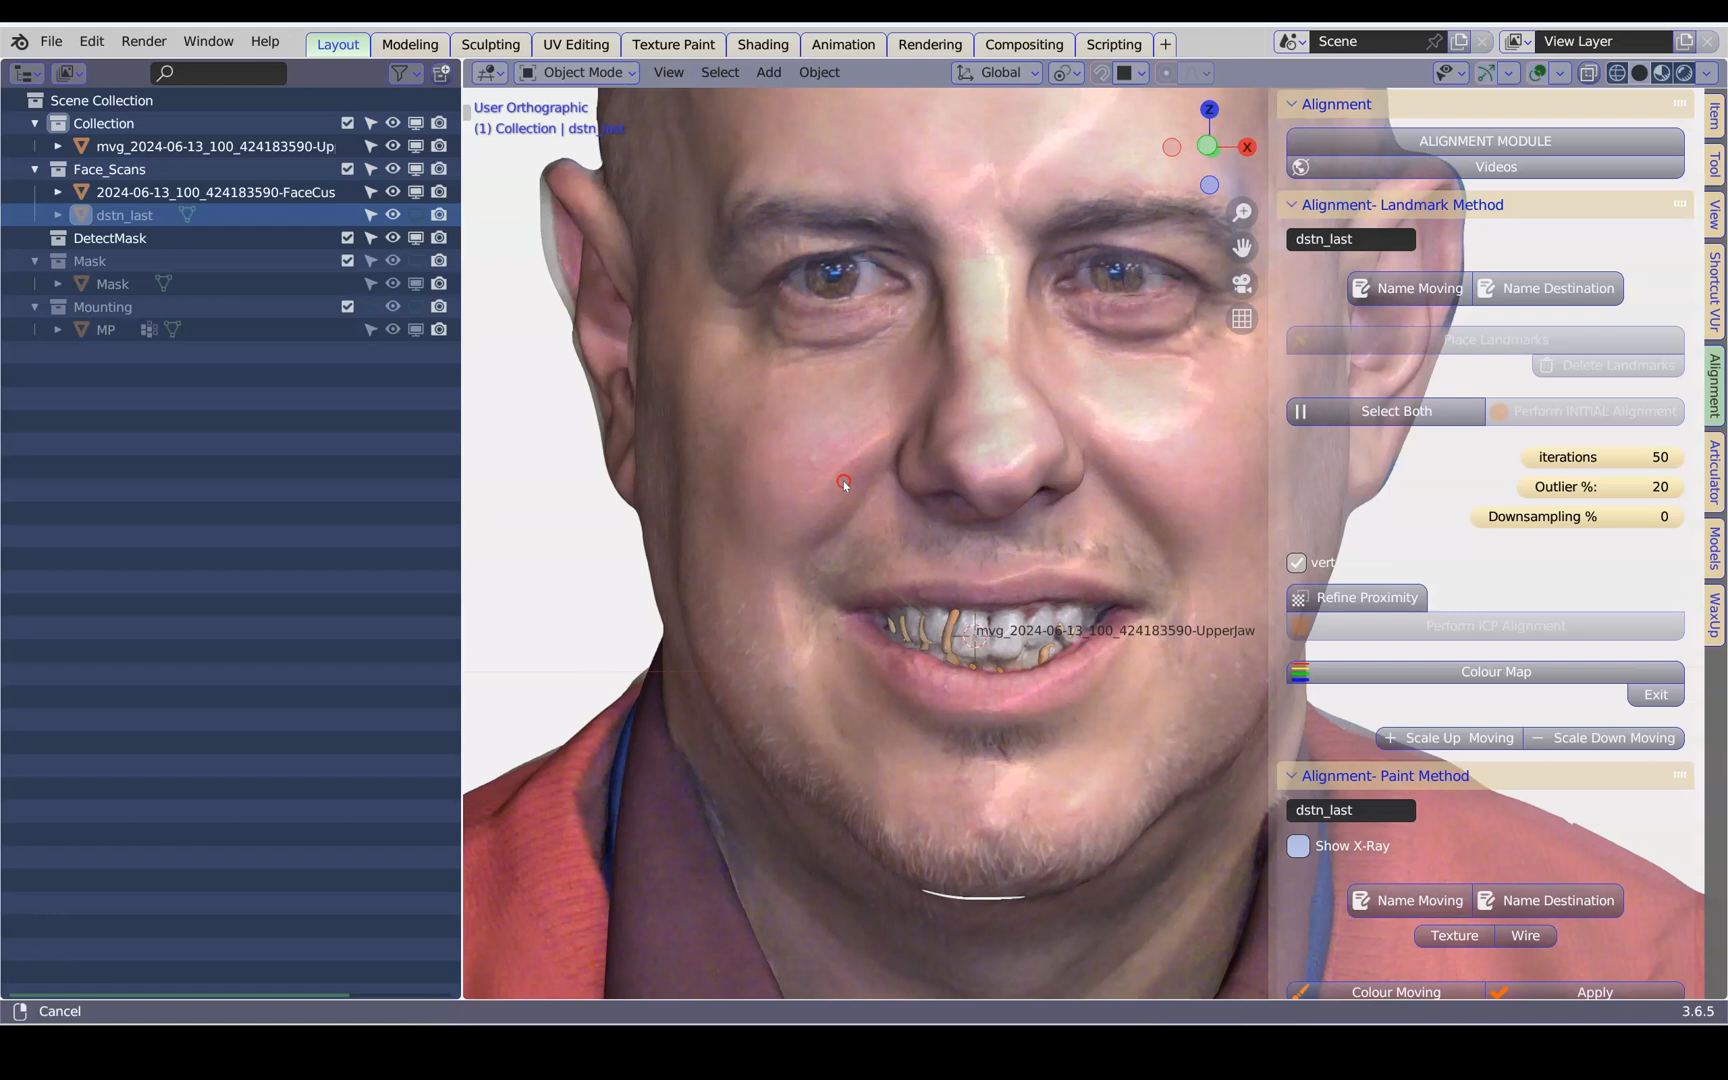 File Edit Render Window Help Layout Modeling Sculpting UV Editing Texture Paint Shading Animation Rendering Compositing Scripting + Scene View Layer
Object Mode View Select Add Object Global
Scene Collection
Collection
mvg_2024-06-13_100_424183590-Up
Face_Scans
2024-06-13_100_424183590-FaceCus
dstn_last
DetectMask
Mask
Mask
Mounting
MP
User Orthographic
(1) Collection | dstn_last
Z
X
mvg_2024-06-13_100_424183590-UpperJaw
Alignment
ALIGNMENT MODULE
Videos
Alignment- Landmark Method
dstn_last
Name Moving Name Destination
Place Landmarks
Delete Landmarks
Select Both Perform INITIAL Alignment
iterations 50
Outlier %: 20
Downsampling % 0
vert
Refine Proximity
Perform ICP Alignment
Colour Map
Exit
+ Scale Up Moving — Scale Down Moving
Alignment- Paint Method
dstn_last
Show X-Ray
Name Moving Name Destination
Texture Wire
Colour Moving Apply
Item
Tool
View
Shortcut VUr
Alignment
Articulator
Models
WaxUp
Cancel 3.6.5